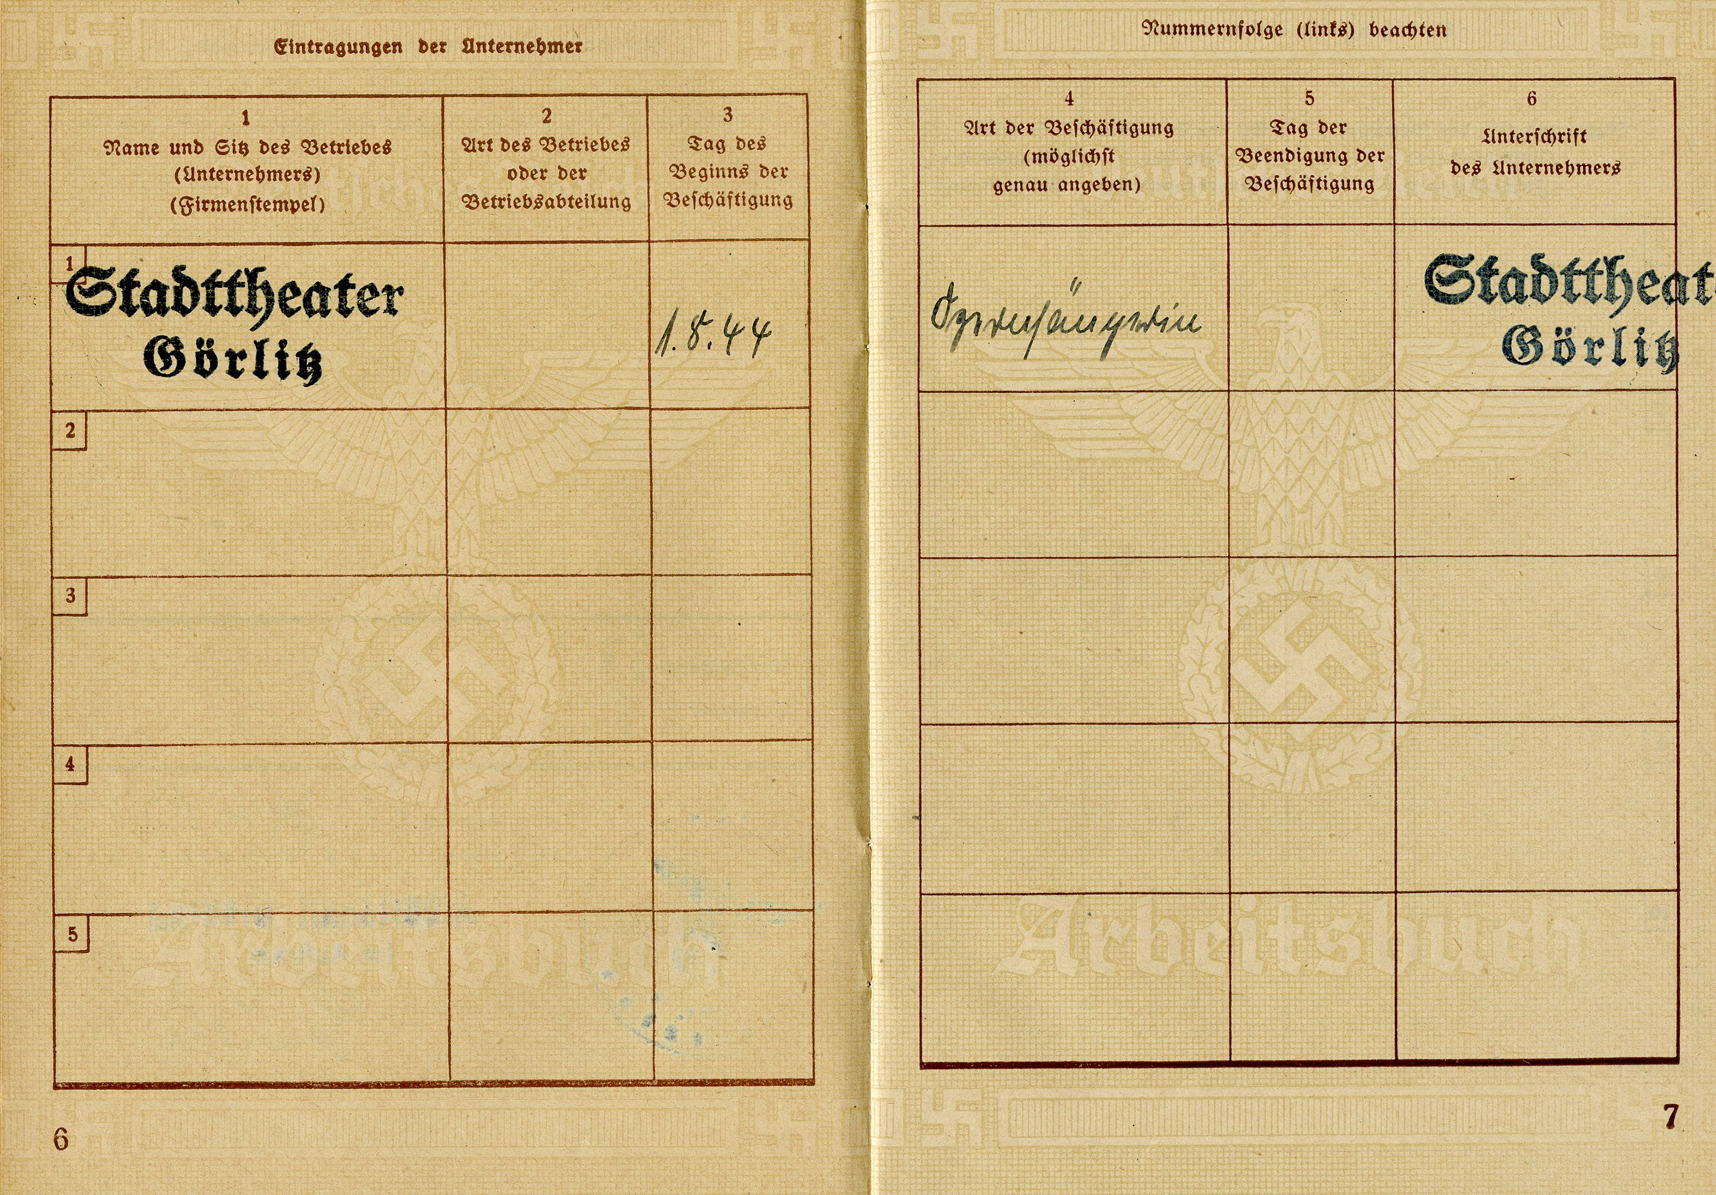 Eintragungen der Unternehmer
1
Name und Sitz des Betriebes
(Unternehmers)
(Firmenstempel)
2
Art des Betriebes
oder der
Betriebsabteilung
3
Tag des
Beginns der
Beschäftigung
1
Stadttheater
Görlitz
1.8.44
2
3
4
5
Arbeitsbuch
6
Nummernfolge (links) beachten
4
Art der Beschäftigung
(möglichst
genau angeben)
5
Tag der
Beendigung der
Beschäftigung
6
Unterschrift
des Unternehmers
Opernsängerin
Stadttheat
Görlitz
Arbeitsbuch
7